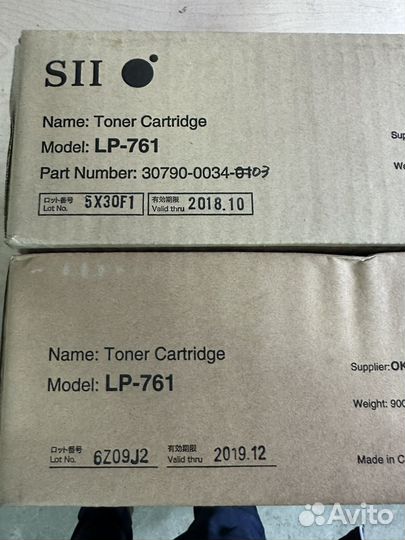 SII
Name: Toner Cartridge
Model: LP-761
Part Number: 30790-0034-0103
ロット番号 Lot No. 5X30F1 有効期限 Valid thru 2018.10
Name: Toner Cartridge
Supplier: OK
Model: LP-761
Weight: 900
ロット番号 Lot No. 6Z09J2 有効期限 Valid thru 2019.12
Made in C
Avito